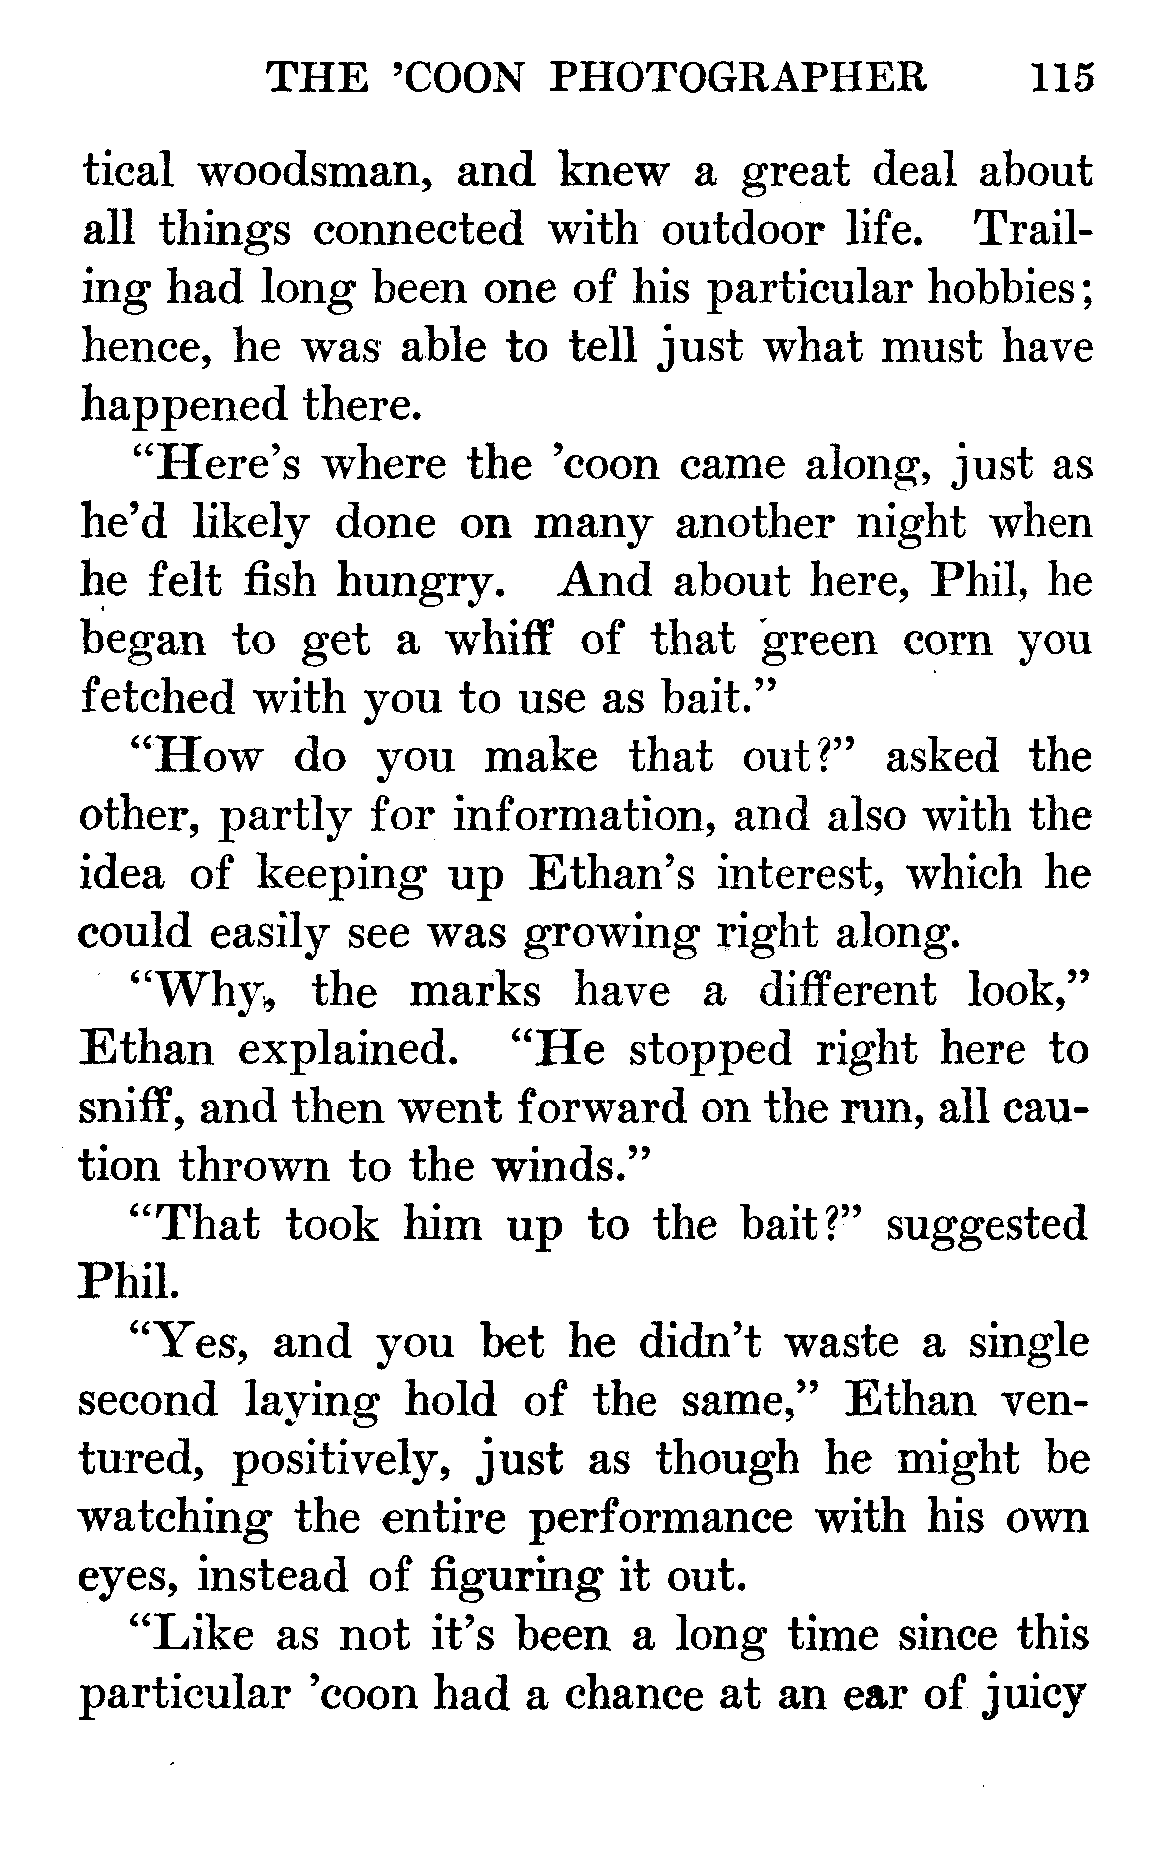 THE ’COON PHOTOGRAPHER 115
tical woodsman, and knew a great deal about
all things connected with outdoor life. Trail-
ing had long been one of his particular hobbies;
hence, he was able to tell just what must have
happened there.
“Here’s where the ’coon came along, just as
he’d likely done on many another night when
he felt fish hungry. And about here, Phil, he
began to get a whiff of that green corn you
fetched with you to use as bait.”
“How do you make that out?” asked the
other, partly for information, and also with the
idea of keeping up Ethan’s interest, which he
could easily see was growing right along.
“Why, the marks have a different look,”
Ethan explained. “He stopped right here to
sniff, and then went forward on the run, all cau-
tion thrown to the winds.”
“That took him up to the bait?” suggested
Phil.
“Yes, and you bet he didn’t waste a single
second laying hold of the same,” Ethan ven-
tured, positively, just as though he might be
watching the entire performance with his own
eyes, instead of figuring it out.
“Like as not it’s been a long time since this
particular ’coon had a chance at an ear of juicy